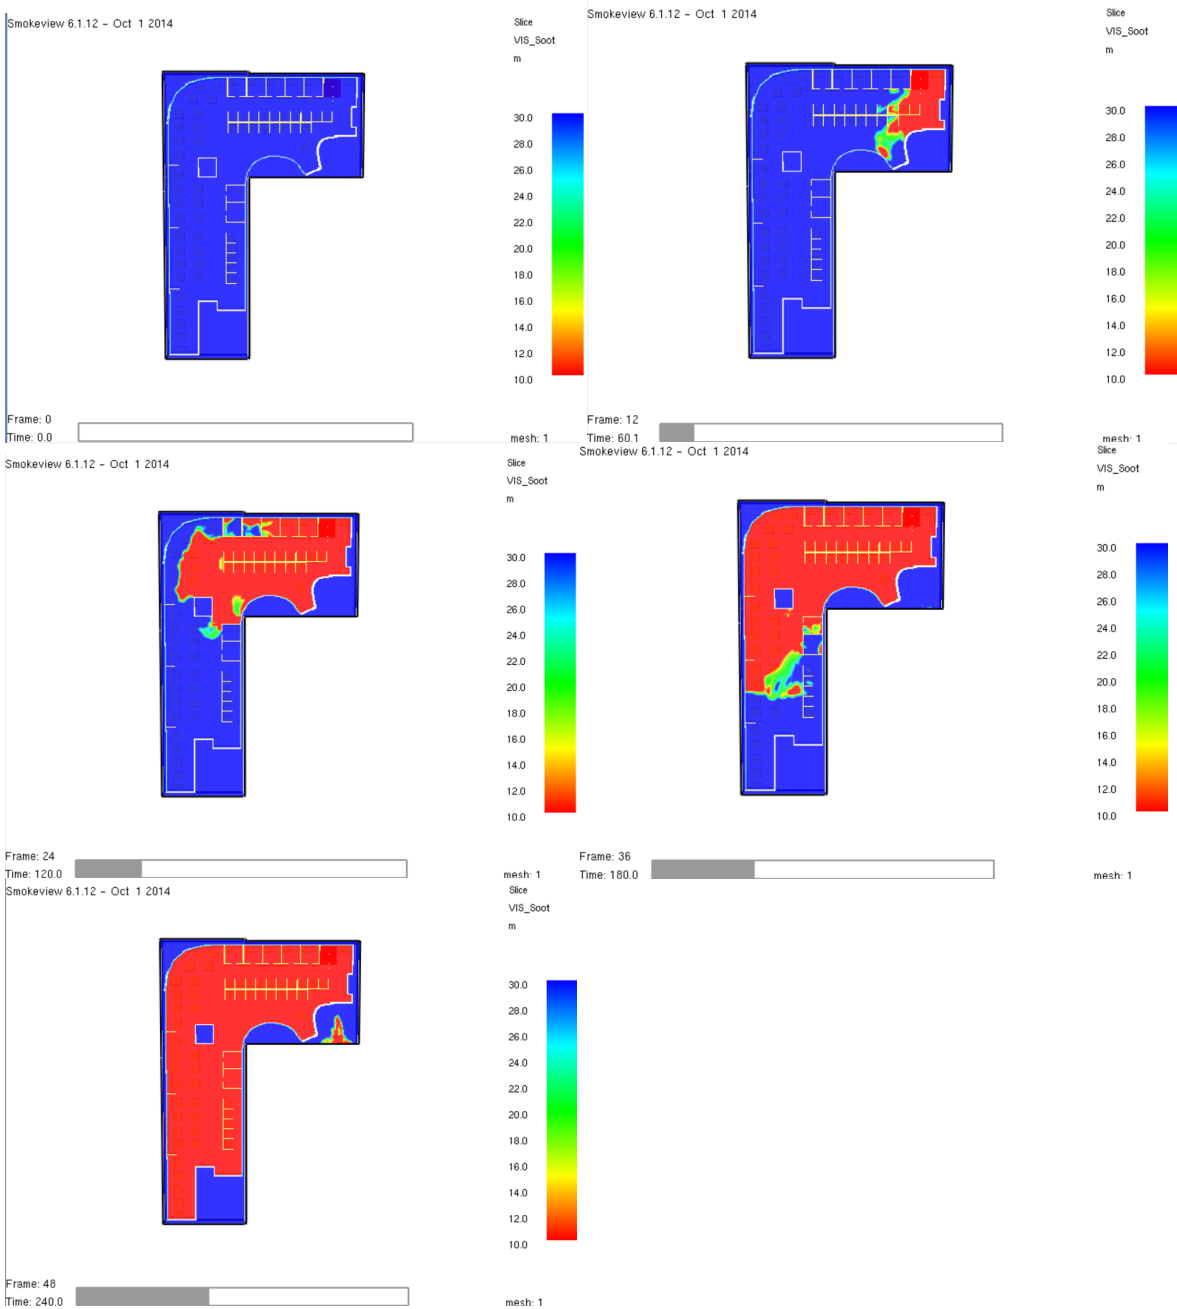 Smokeview 6.1.12 - Oct 1 2014
Slice
VIS_Soot
m
30.0
28.0
26.0
24.0
22.0
20.0
18.0
16.0
14.0
12.0
10.0
Frame: 0
Time: 0.0
mesh: 1
Smokeview 6.1.12 - Oct 1 2014
Slice
VIS_Soot
m
30.0
28.0
26.0
24.0
22.0
20.0
18.0
16.0
14.0
12.0
10.0
Frame: 12
Time: 60.1
mesh: 1
Smokeview 6.1.12 - Oct 1 2014
Slice
VIS_Soot
m
30.0
28.0
26.0
24.0
22.0
20.0
18.0
16.0
14.0
12.0
10.0
Frame: 24
Time: 120.0
mesh: 1
Smokeview 6.1.12 - Oct 1 2014
Slice
VIS_Soot
m
30.0
28.0
26.0
24.0
22.0
20.0
18.0
16.0
14.0
12.0
10.0
Frame: 36
Time: 180.0
mesh: 1
Smokeview 6.1.12 - Oct 1 2014
Slice
VIS_Soot
m
30.0
28.0
26.0
24.0
22.0
20.0
18.0
16.0
14.0
12.0
10.0
Frame: 48
Time: 240.0
mesh: 1